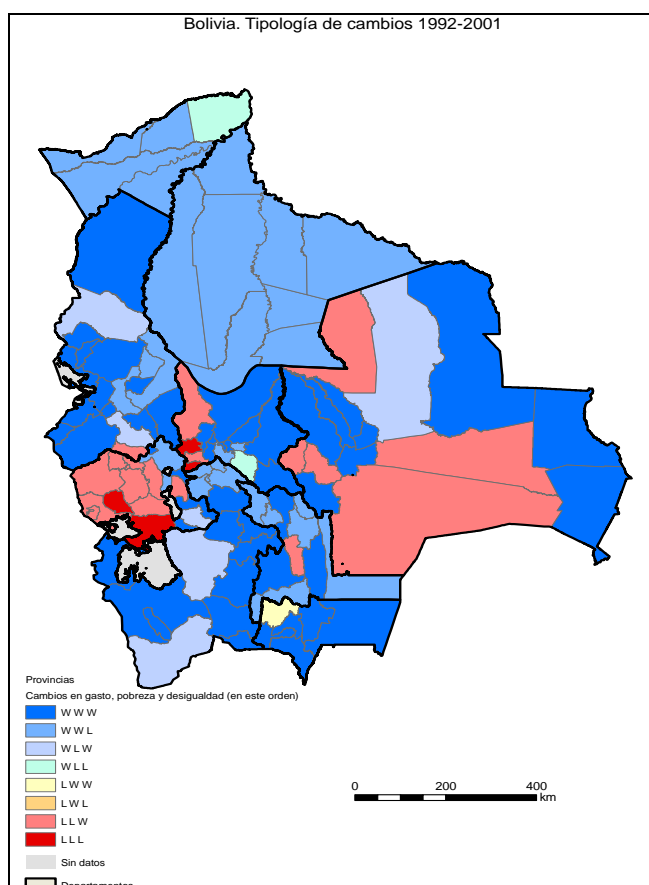 Bolivia. Tipología de cambios 1992-2001
Provincias
Cambios en gasto, pobreza y desigualdad (en este orden)
W W W
W W L
W L W
W L L
L W W
L W L
L L W
L L L
Sin datos
Departamentos
0 200 400
km